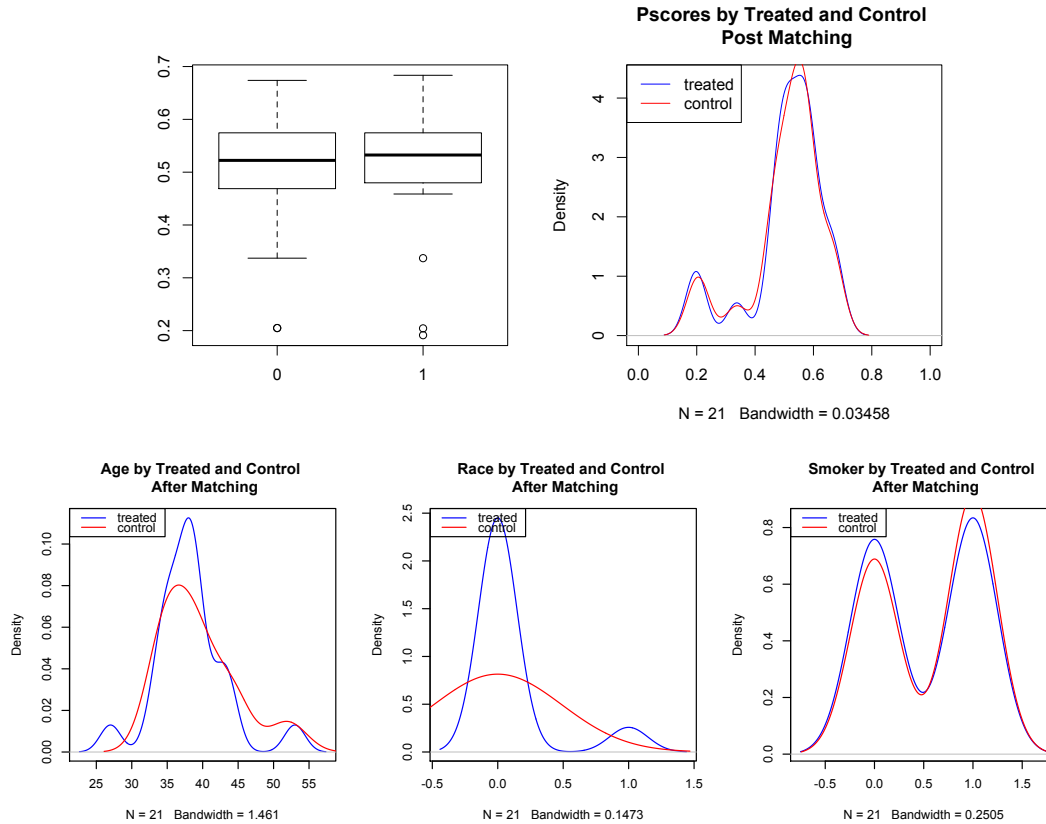 Pscores by Treated and Control
Post Matching
0.7
0.6
0.5
0.4
0.3
0.2
0 1
treated
control
Density
4
3
2
1
0
0.0 0.2 0.4 0.6 0.8 1.0
N = 21 Bandwidth = 0.03458
Age by Treated and Control
After Matching
treated
control
Density
0.10
0.08
0.06
0.04
0.02
0.00
25 35 45 55
N = 21 Bandwidth = 1.461
Race by Treated and Control
After Matching
treated
control
Density
2.5
2.0
1.5
1.0
0.5
0.0
-0.5 0.0 0.5 1.0 1.5
N = 21 Bandwidth = 0.1473
Smoker by Treated and Control
After Matching
treated
control
Density
0.8
0.6
0.4
0.2
0.0
-0.5 0.0 0.5 1.0 1.5
N = 21 Bandwidth = 0.2505